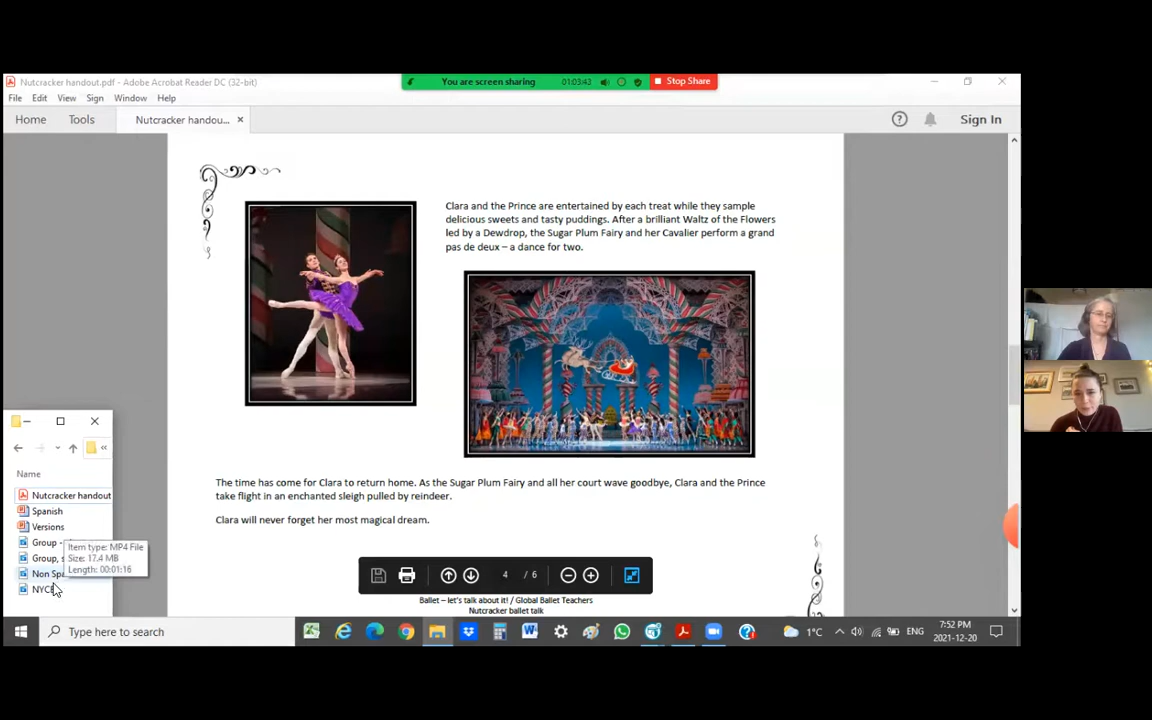 Nutcracker handout.pdf - Adobe Acrobat Reader DC (32-bit)
You are screen sharing
01:03:43
Stop Share
File Edit View Sign Window Help
Home Tools Nutcracker handou... Sign In
Clara and the Prince are entertained by each treat while they sample
delicious sweets and tasty puddings. After a brilliant Waltz of the Flowers
led by a Dewdrop, the Sugar Plum Fairy and her Cavalier perform a grand
pas de deux – a dance for two.
The time has come for Clara to return home. As the Sugar Plum Fairy and all her court wave goodbye, Clara and the Prince
take flight in an enchanted sleigh pulled by reindeer.
Clara will never forget her most magical dream.
Name
Nutcracker handout
Spanish
Versions
Group -
Group,
Non Spa
Item type: MP4 File
Size: 17.4 MB
Length: 00:01:16
4 / 6
Ballet – let's talk about it! / Global Ballet Teachers
Nutcracker ballet talk
Type here to search
1°C
ENG
7:52 PM
2021-12-20